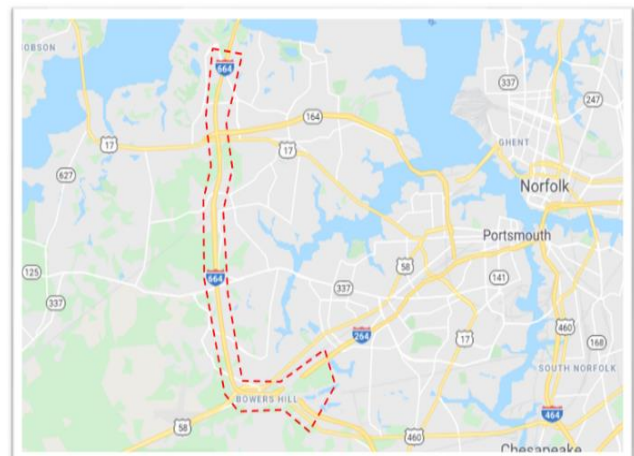 OBSON
664
337
247
164
17
17
GHENT
627
Norfolk
Portsmouth
125
664
58
141
337
337
264
17
460
168
SOUTH NORFOLK
BOWERS HILL
58
460
464
Chesapeake